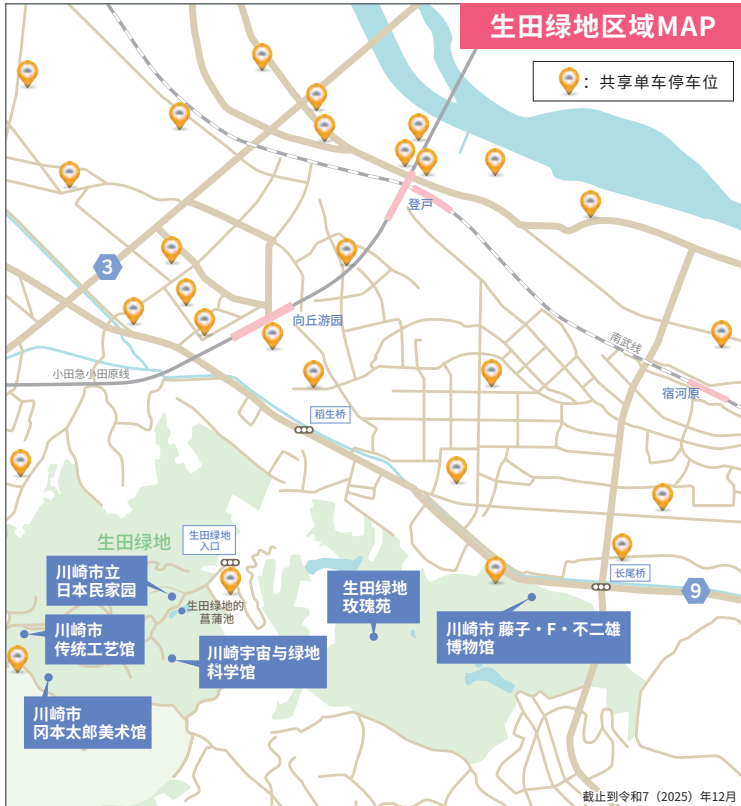 生田绿地区域MAP
：共享单车停车位
登戸
3
向丘游园
南武线
小田急小田原线
宿河原
稻生桥
生田绿地
生田绿地
入口
川崎市立
日本民家园
长尾桥
9
生田绿地的
菖蒲池
生田绿地
玫瑰苑
川崎市
传统工艺馆
川崎市 藤子・F・不二雄
博物馆
川崎宇宙与绿地
科学馆
川崎市
冈本太郎美术馆
截止到令和7（2025）年12月